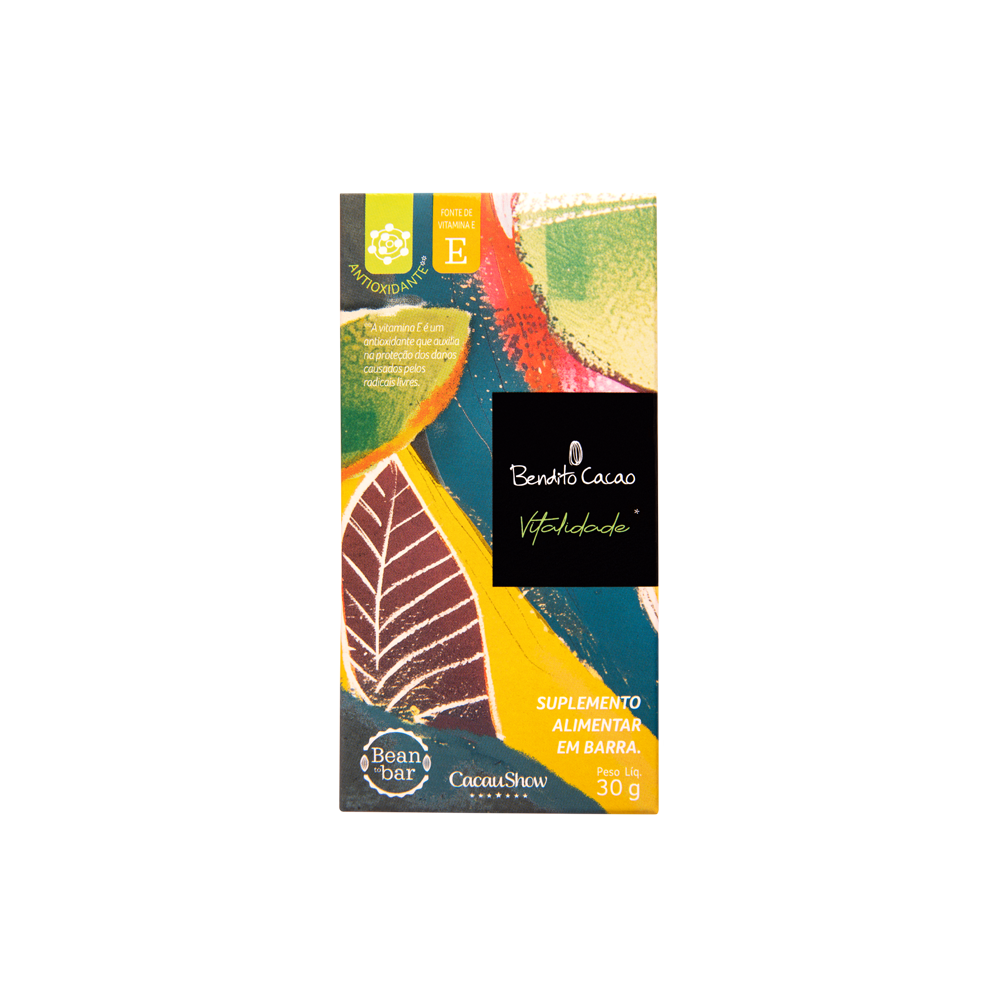 FONTE DE
VITAMINA E
E
ANTIOXIDANTE**
**A vitamina E é um
antioxidante que auxilia
na proteção dos danos
causados pelos
radicais livres.
Bendito Cacao
Vitalidade*
SUPLEMENTO
ALIMENTAR
EM BARRA.
Peso Líq.
30 g
Bean
to
bar
CacauShow